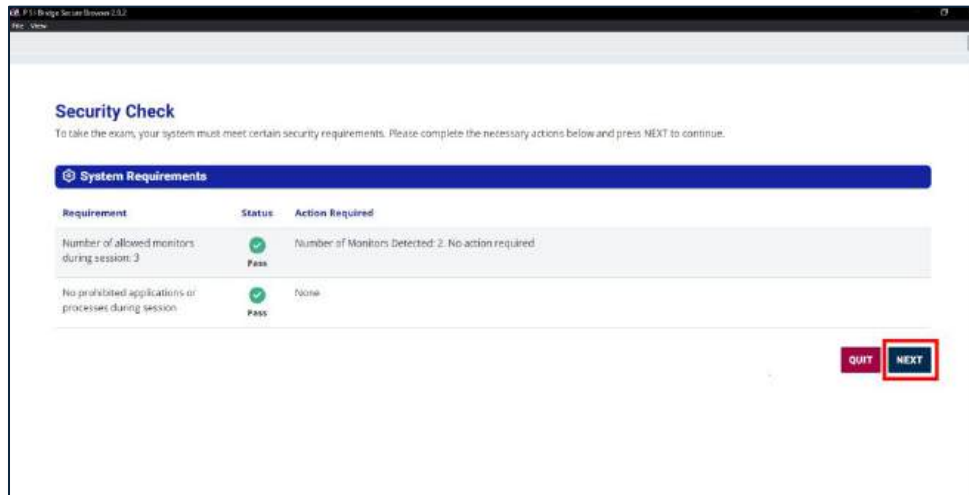 PSI Bridge Secure Browser 2.0.2
File View
Security Check
To take the exam, your system must meet certain security requirements. Please complete the necessary actions below and press NEXT to continue.
System Requirements
Requirement Status Action Required
Number of allowed monitors
during session: 3
Pass
Number of Monitors Detected: 2. No action required
No prohibited applications or
processes during session
Pass
None
QUIT NEXT